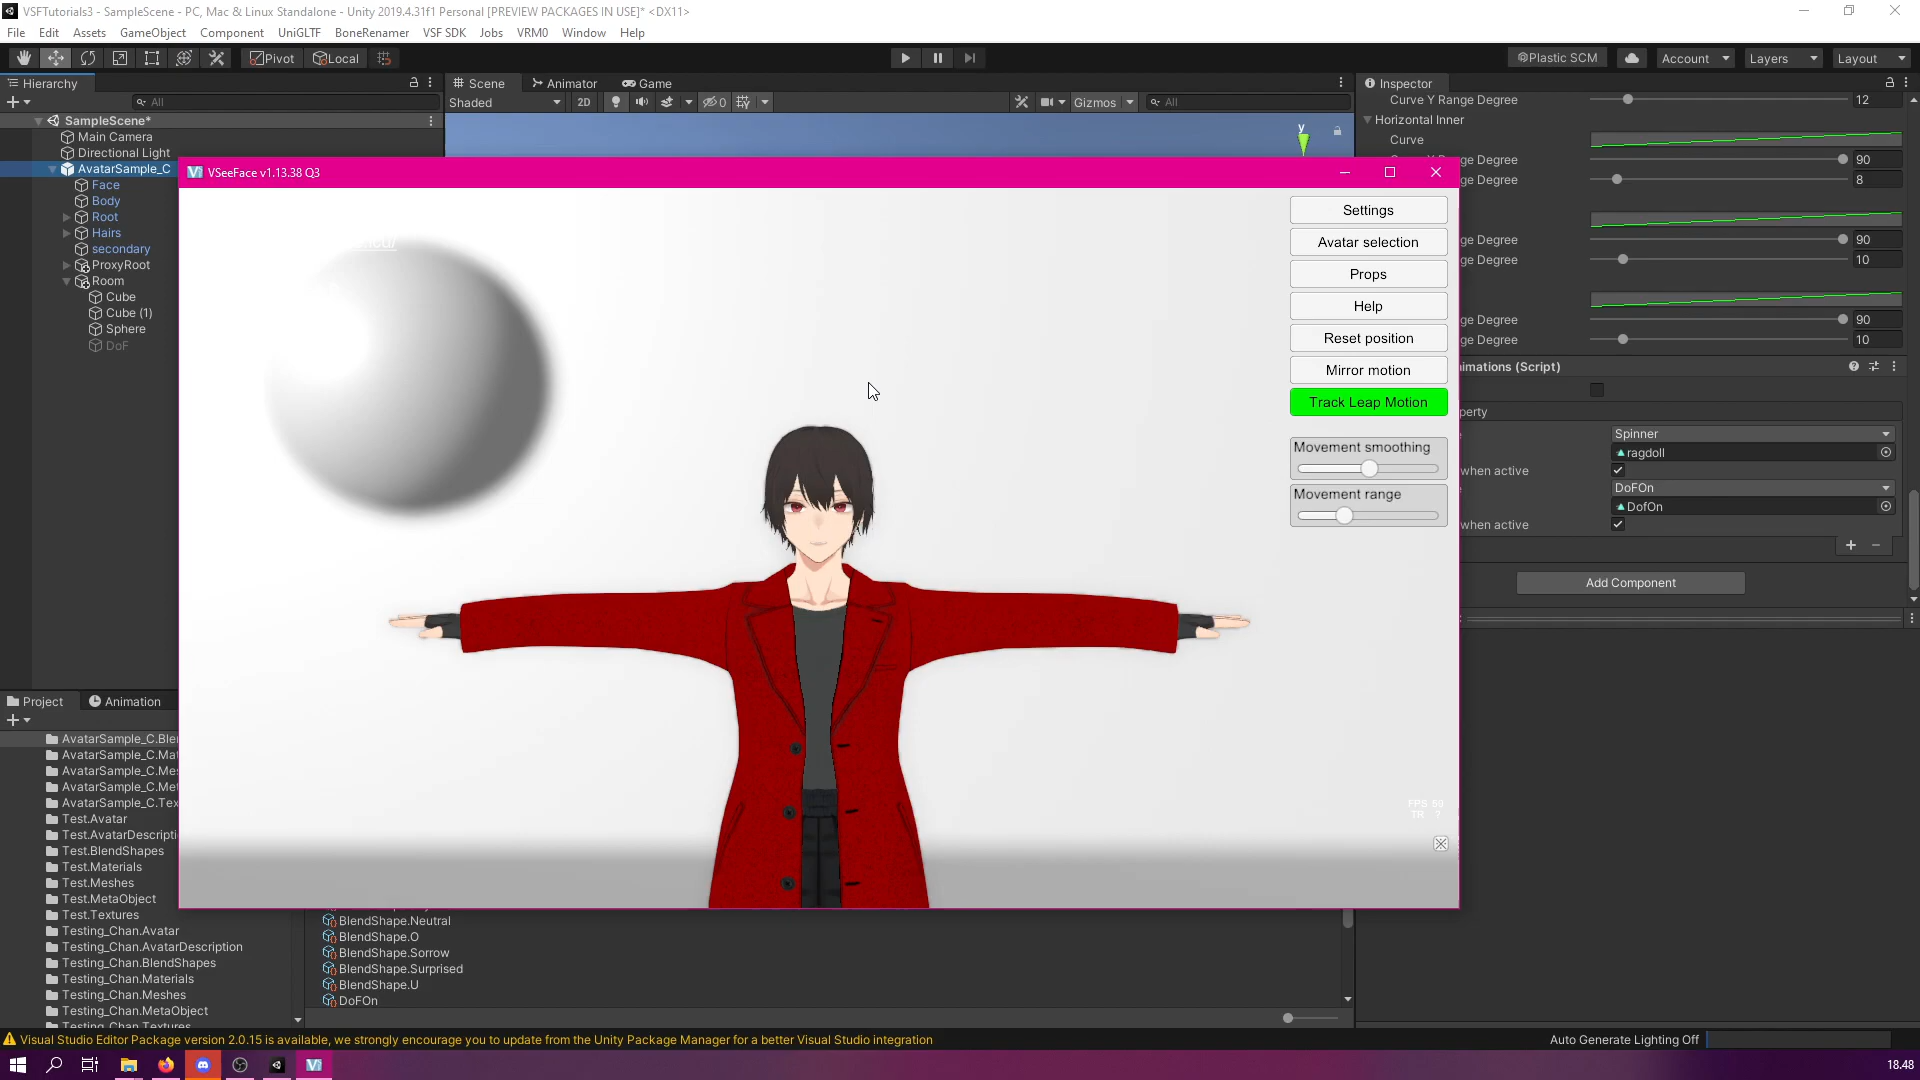 VSFTutorials3 - SampleScene - PC, Mac & Linux Standalone - Unity 2019.4.31f1 Personal [PREVIEW PACKAGES IN USE]* <DX11>
File Edit Assets GameObject Component UniGLTF BoneRenamer VSF SDK Jobs VRM0 Window Help
Pivot Local Plastic SCM Account Layers Layout
Hierarchy Scene Animator Game Inspector
All Shaded 2D 0 Gizmos All
Curve Y Range Degree 12
SampleScene*
Horizontal Inner
Main Camera
Curve
Directional Light
y
90
AvatarSample_C
VSeeFace v1.13.38 Q3
ge Degree 8
Face
Body
Root
Hairs
secondary
ProxyRoot
Room
Cube
Cube (1)
Sphere
DoF
Settings
Avatar selection
Props
Help
Reset position
Mirror motion
Track Leap Motion
Movement smoothing
Movement range
FPS 59
TR ?
ge Degree 90
ge Degree 10
ge Degree 90
ge Degree 10
imations (Script)
perty
Spinner
ragdoll
when active
DoFOn
DofOn
when active
Add Component
Project Animation
AvatarSample_C.Ble
AvatarSample_C.Mat
AvatarSample_C.Mes
AvatarSample_C.Met
AvatarSample_C.Tex
Test.Avatar
Test.AvatarDescripti
Test.BlendShapes
Test.Materials
Test.Meshes
Test.MetaObject
Test.Textures
Testing_Chan.Avatar
Testing_Chan.AvatarDescription
Testing_Chan.BlendShapes
Testing_Chan.Materials
Testing_Chan.Meshes
Testing_Chan.MetaObject
Testing_Chan.Textures
BlendShape.Neutral
BlendShape.O
BlendShape.Sorrow
BlendShape.Surprised
BlendShape.U
DoFOn
Visual Studio Editor Package version 2.0.15 is available, we strongly encourage you to update from the Unity Package Manager for a better Visual Studio integration
Auto Generate Lighting Off
18.48